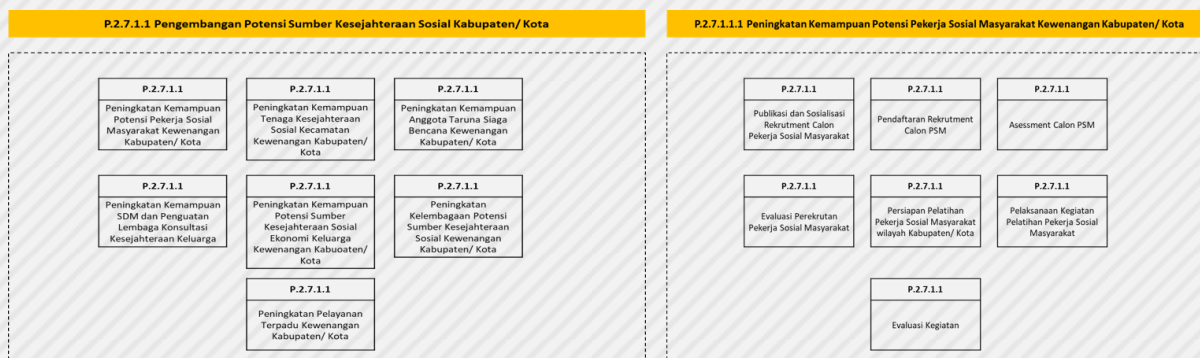 P.2.7.1.1 Pengembangan Potensi Sumber Kesejahteraan Sosial Kabupaten/ Kota
P.2.7.1.1
Peningkatan Kemampuan
Potensi Pekerja Sosial
Masyarakat Kewenangan
Kabupaten/ Kota
P.2.7.1.1
Peningkatan Kemampuan
Tenaga Kesejahteraan
Sosial Kecamatan
Kewenangan Kabupaten/
Kota
P.2.7.1.1
Peningkatan Kemampuan
Anggota Taruna Siaga
Bencana Kewenangan
Kabupaten/ Kota
P.2.7.1.1
Peningkatan Kemampuan
SDM dan Penguatan
Lembaga Konsultasi
Kesejahteraan Keluarga
P.2.7.1.1
Peningkatan Kemampuan
Potensi Sumber
Kesejahteraan Sosial
Ekonomi Keluarga
Kewenangan Kabuoaten/
Kota
P.2.7.1.1
Peningkatan
Kelembagaan Potensi
Sumber Kesejahteraan
Sosial Kewenangan
Kabupaten/ Kota
P.2.7.1.1
Peningkatan Pelayanan
Terpadu Kewenangan
Kabupaten/ Kota
P.2.7.1.1.1 Peningkatan Kemampuan Potensi Pekerja Sosial Masyarakat Kewenangan Kabupaten/ Kota
P.2.7.1.1
Publikasi dan Sosialisasi
Rekrutment Calon
Pekerja Sosial Masyarakat
P.2.7.1.1
Pendaftaran Rekrutment
Calon PSM
P.2.7.1.1
Asessment Calon PSM
P.2.7.1.1
Evaluasi Perekrutan
Pekerja Sosial Masyarakat
P.2.7.1.1
Persiapan Pelatihan
Pekerja Sosial Masyarakat
wilayah Kabupaten/ Kota
P.2.7.1.1
Pelaksanaan Kegiatan
Pelatihan Pekerja Sosial
Masyarakat
P.2.7.1.1
Evaluasi Kegiatan